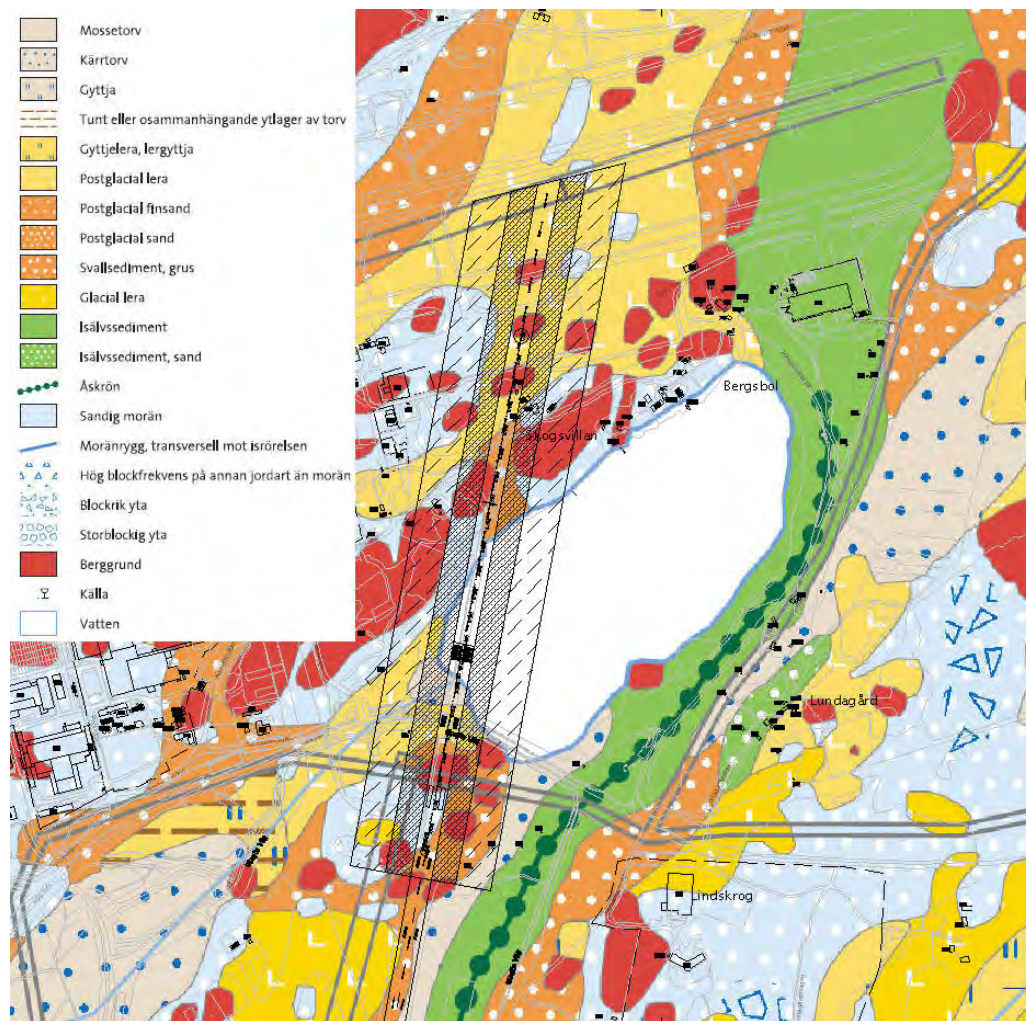 Mossetorv
Kärrtorv
Gyttja
Tunt eller osammanhängande ytlager av torv
Gyttjelera, lergyttja
Postglacial lera
Postglacial finsand
Postglacial sand
Svallsediment, grus
Glacial lera
Isälvssediment
Isälvssediment, sand
Åskrön
Sandig morän
Moränrygg, transversell mot isrörelsen
Hög blockfrekvens på annan jordart än morän
Blockrik yta
Storblockig yta
Berggrund
Källa
Vatten
Bergsböl
Skogsvillan
Lundagård
Lindskrog